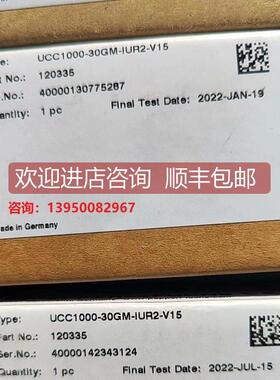 ype: UCC1000-30GM-IUR2-V15
t No.: 120335
r.No.: 40000130775287
uantity: 1 pc Final Test Date: 2022-JAN-19
欢迎进店咨询 顺丰包邮
咨询：13950082967
ade in Germany
Type: UCC1000-30GM-IUR2-V15
Part No.: 120335
Ser.No.: 40000142343124
Quantity: 1 pc Final Test Date: 2022-JUL-15